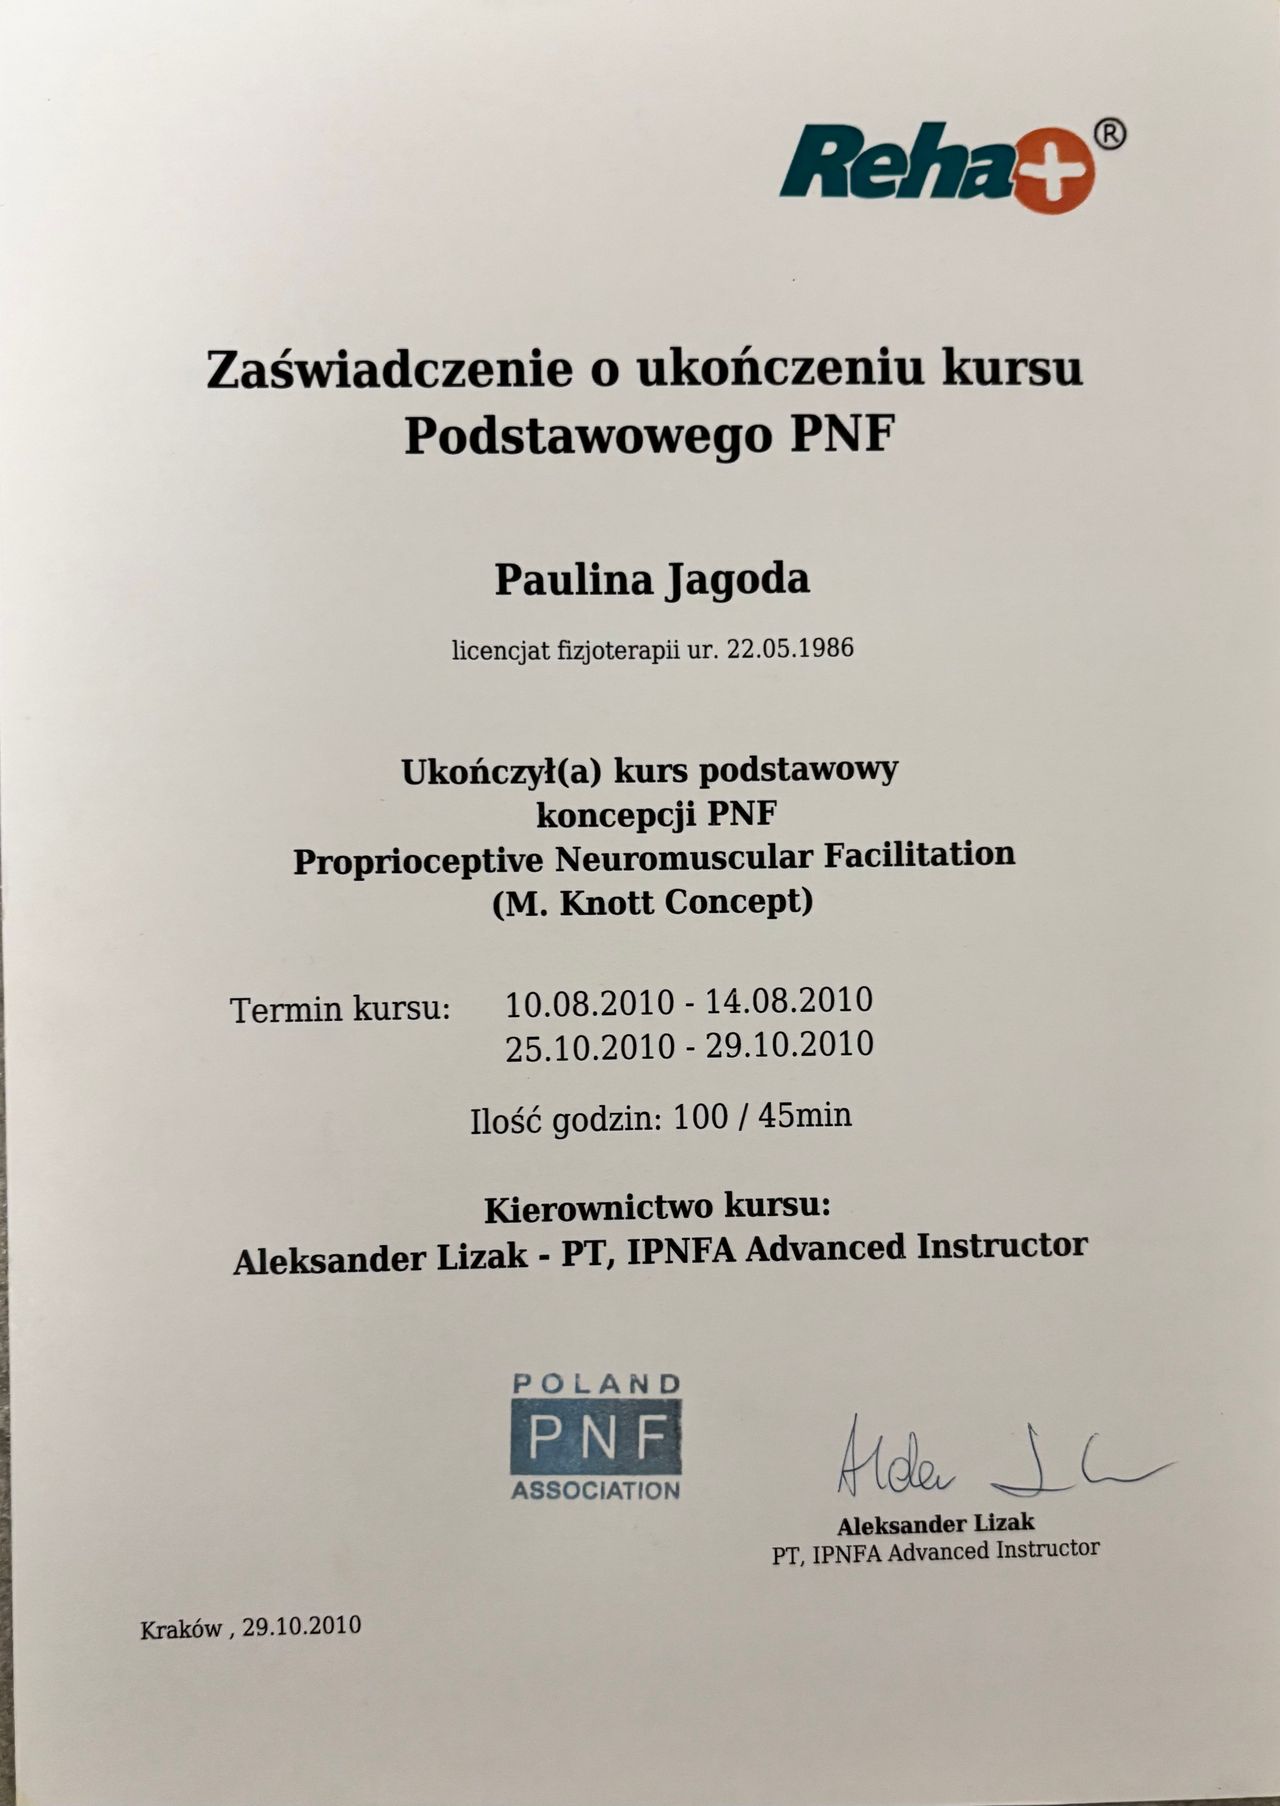 Reha+®
Zaświadczenie o ukończeniu kursu
Podstawowego PNF
Paulina Jagoda
licencjat fizjoterapii ur. 22.05.1986
Ukończył(a) kurs podstawowy
koncepcji PNF
Proprioceptive Neuromuscular Facilitation
(M. Knott Concept)
Termin kursu: 10.08.2010 - 14.08.2010
25.10.2010 - 29.10.2010
Ilość godzin: 100 / 45min
Kierownictwo kursu:
Aleksander Lizak - PT, IPNFA Advanced Instructor
POLAND
PNF
ASSOCIATION
Aleksander Lizak
PT, IPNFA Advanced Instructor
Kraków , 29.10.2010